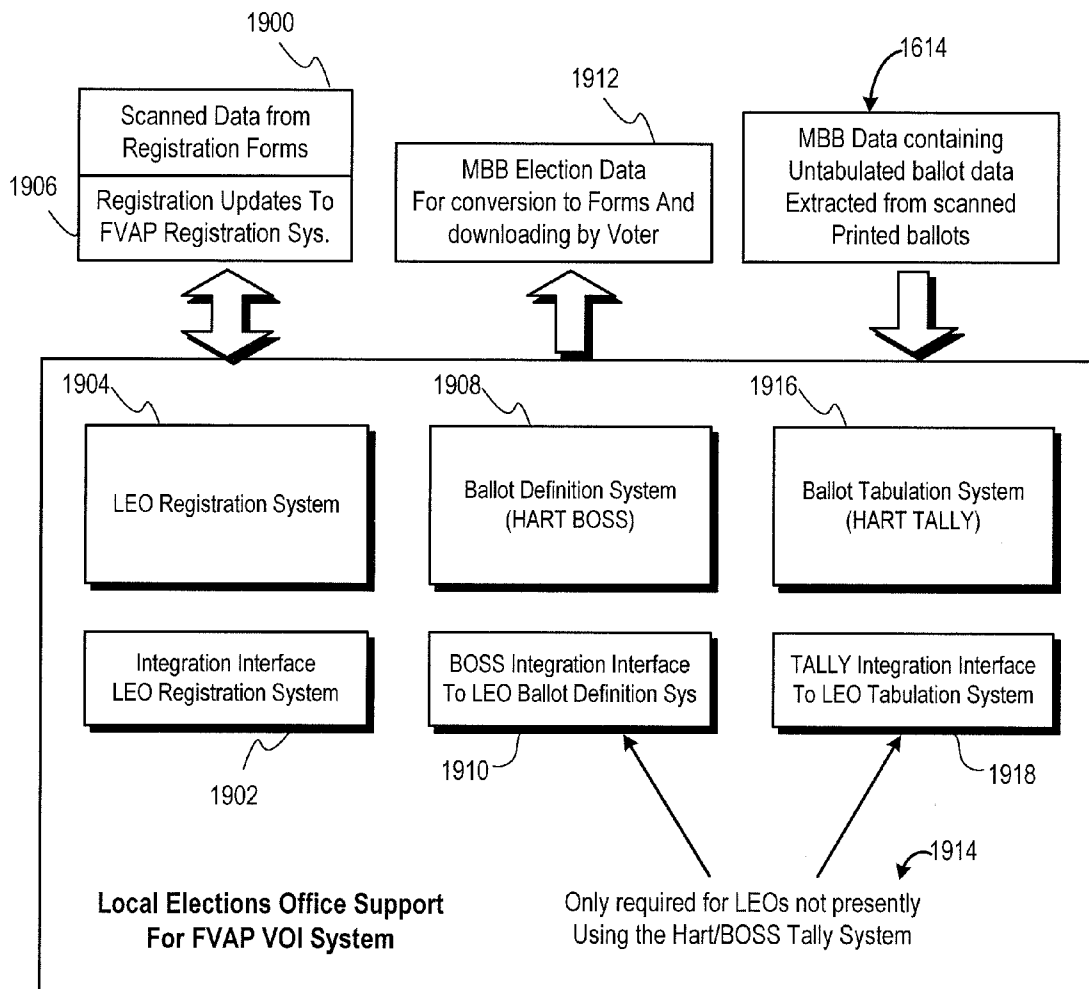 1900
Scanned Data from
Registration Forms
1906
Registration Updates To
FVAP Registration Sys.
1912
MBB Election Data
For conversion to Forms And
downloading by Voter
1614
MBB Data containing
Untabulated ballot data
Extracted from scanned
Printed ballots
1904
LEO Registration System
1908
Ballot Definition System
(HART BOSS)
1916
Ballot Tabulation System
(HART TALLY)
Integration Interface
LEO Registration System
1902
BOSS Integration Interface
To LEO Ballot Definition Sys
1910
TALLY Integration Interface
To LEO Tabulation System
1918
1914
Local Elections Office Support
For FVAP VOI System
Only required for LEOs not presently
Using the Hart/BOSS Tally System